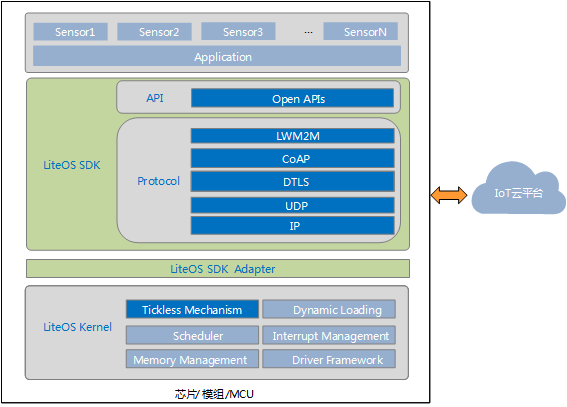 Sensor1 Sensor2 Sensor3 ... SensorN
Application
API Open APIs
LiteOS SDK
Protocol
LWM2M
CoAP
DTLS
UDP
IP
IoT云平台
LiteOS SDK Adapter
LiteOS Kernel
Tickless Mechanism Dynamic Loading
Scheduler Interrupt Management
Memory Management Driver Framework
芯片/模组/MCU